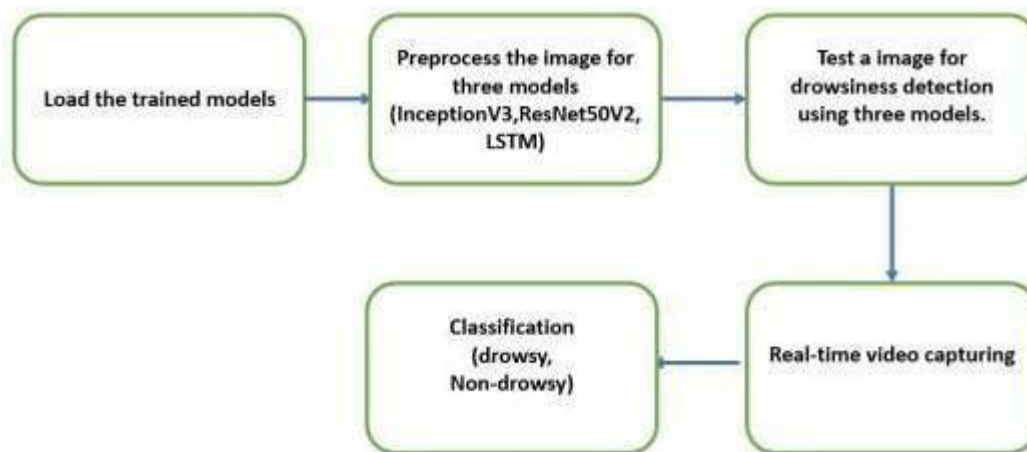 Load the trained models
Preprocess the image for
three models
(InceptionV3,ResNet50V2,
LSTM)
Test a image for
drowsiness detection
using three models.
Real-time video capturing
Classification
(drowsy,
Non-drowsy)